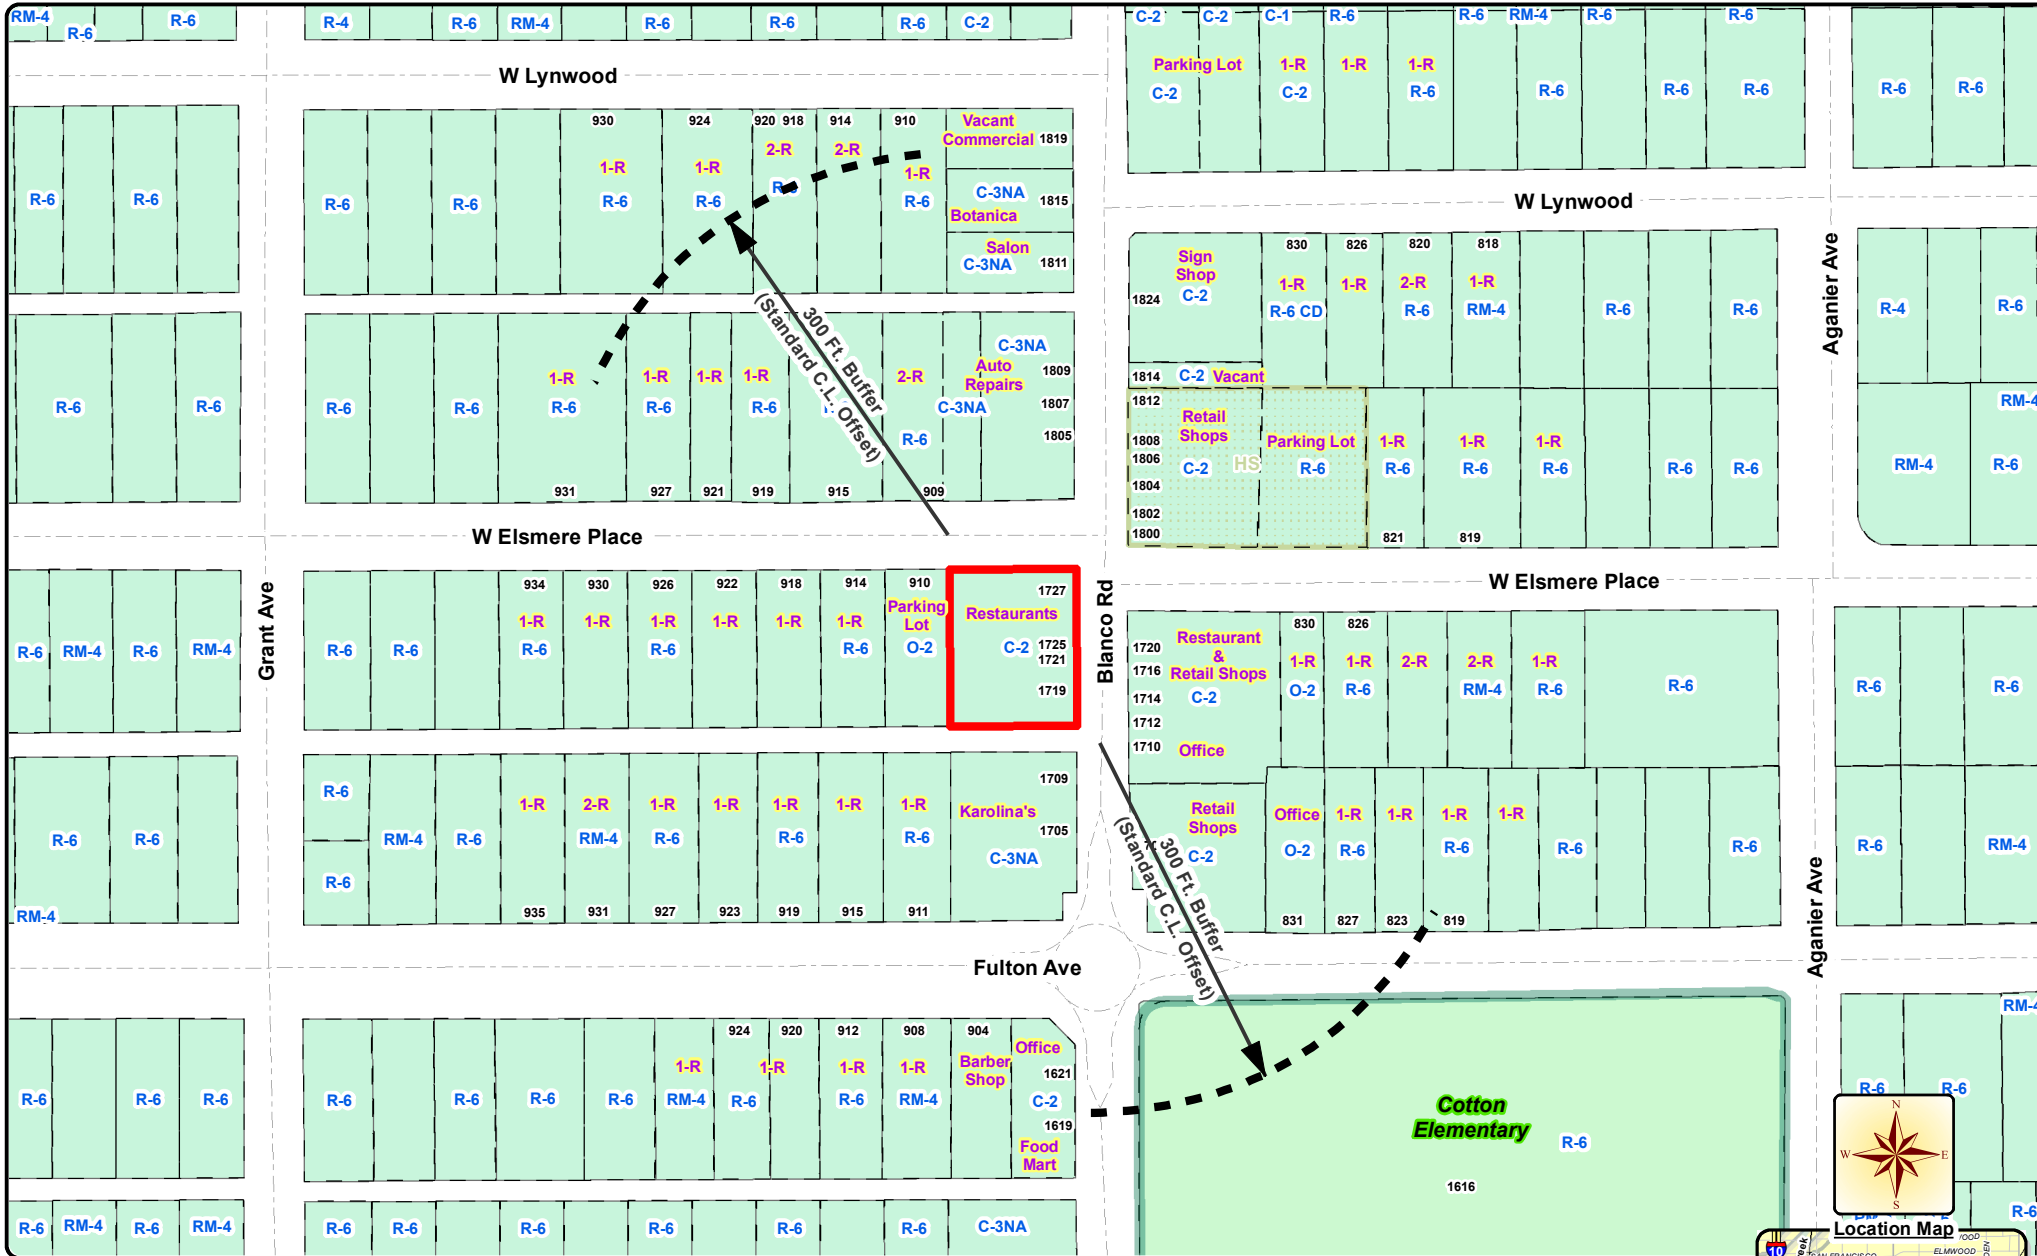 RM-4 R-6 R-6 R-4 R-6 RM-4 R-6 R-6 R-6 C-2 C-2 C-2 C-1 R-6 R-6 RM-4 R-6 R-6
W Lynwood
Parking Lot 1-R 1-R 1-R
C-2 C-2 R-6 R-6 R-6 R-6 R-6 R-6
930 924 920 918 914 910 Vacant
Commercial 1819
1-R 1-R 2-R 2-R 1-R
R-6 R-6 R-6 R-6 R-6 R-6 R-6 C-3NA 1815
Botanica
Salon
C-3NA 1811
W Lynwood
Aganier Ave
Sign
Shop
C-2
1824
830 826 820 818
1-R 1-R 2-R 1-R
R-6 CD R-6 RM-4 R-6 R-6 R-4 R-6
1814 C-2 Vacant
300 Ft. Buffer
(Standard C.L. Offset)
C-3NA
Auto
Repairs
1809
1807
1805
1-R 1-R 1-R 1-R 2-R
R-6 R-6 R-6 R-6 R-6 R-6 R-6 C-3NA
R-6
931 927 921 919 915 909
1812
1808
1806
1804
1802
1800
Retail
Shops
C-2 HS
Parking Lot
R-6
1-R 1-R 1-R
R-6 R-6 R-6 R-6 R-6 RM-4 R-6
RM-4
821 819
W Elsmere Place
W Elsmere Place
Grant Ave
Blanco Rd
934 930 926 922 918 914 910
1-R 1-R 1-R 1-R 1-R 1-R Parking
Lot
R-6 RM-4 R-6 RM-4 R-6 R-6 R-6 R-6 R-6 O-2
Restaurants
C-2
1727
1725
1721
1719
1720
1716
1714
1712
1710
Restaurant
&
Retail Shops
C-2
Office
830 826
1-R 1-R 2-R 2-R 1-R
O-2 R-6 RM-4 R-6 R-6 R-6 R-6
R-6
R-6
1-R 2-R 1-R 1-R 1-R 1-R 1-R
R-6 R-6 RM-4 R-6 RM-4 R-6 R-6 R-6
RM-4
935 931 927 923 919 915 911
1709
Karolina's
1705
C-3NA
Retail
Shops
C-2
300 Ft. Buffer
(Standard C.L. Offset)
Office 1-R 1-R 1-R 1-R
O-2 R-6 R-6 R-6 R-6 R-6 RM-4
831 827 823 819
Aganier Ave
Fulton Ave
924 920 912 908 904
1-R 1-R 1-R 1-R Barber
Shop
R-6 R-6 R-6 R-6 R-6 R-6 R-6 RM-4 R-6 R-6 RM-4
Office
1621
C-2
1619
Food
Mart
Cotton
Elementary
R-6
1616
RM-4
R-6 R-6
N
W E
S
R-6
R-6 RM-4 R-6 RM-4 R-6 R-6 R-6 R-6 R-6 R-6 C-3NA
Location Map
10
ELMWOOD